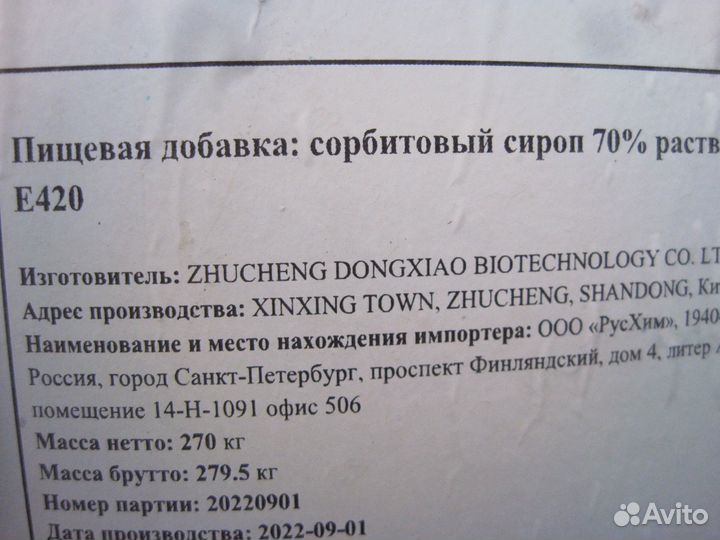 Пищевая добавка: сорбитовый сироп 70% раств
Е420
Изготовитель: ZHUCHENG DONGXIAO BIOTECHNOLOGY CO. LT
Адрес производства: XINXING TOWN, ZHUCHENG, SHANDONG, Ки
Наименование и место нахождения импортера: ООО «РусХим», 1940
Россия, город Санкт-Петербург, проспект Финляндский, дом 4, литер
помещение 14-Н-1091 офис 506
Масса нетто: 270 кг
Масса брутто: 279.5 кг
Номер партии: 20220901
Дата производства: 2022-09-01
Avito